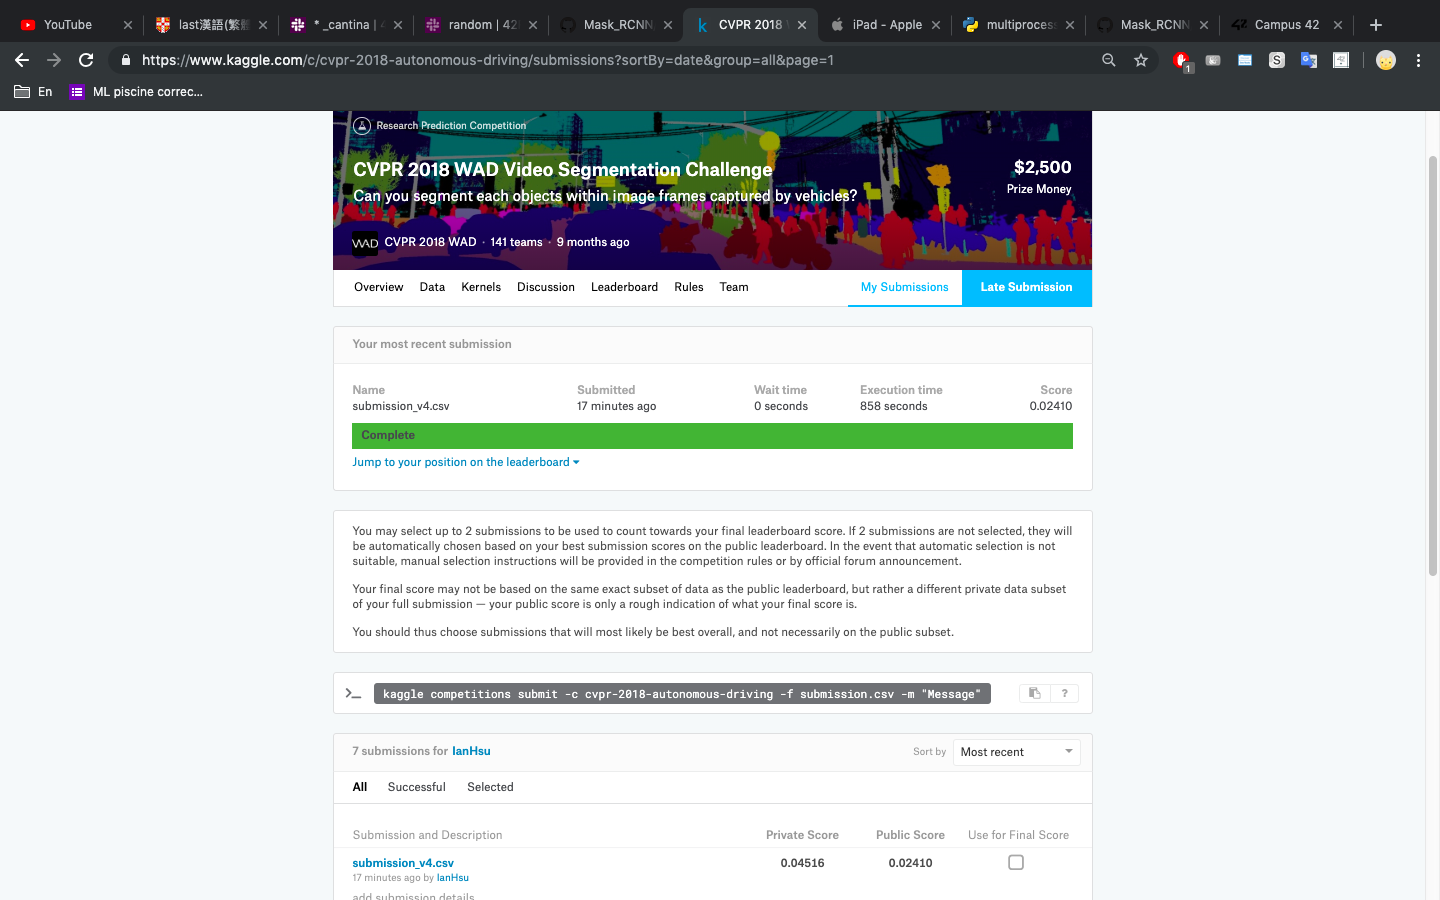 YouTube
last漢語(繁體
* _cantina | 4
random | 42
Mask_RCNN
CVPR 2018 W
iPad - Apple
multiproces
Mask_RCNN
Campus 42
https://www.kaggle.com/c/cvpr-2018-autonomous-driving/submissions?sortBy=date&group=all&page=1
1
En
ML piscine correc...
Research Prediction Competition
CVPR 2018 WAD Video Segmentation Challenge
Can you segment each objects within image frames captured by vehicles?
$2,500
Prize Money
WAD
CVPR 2018 WAD · 141 teams · 9 months ago
Overview Data Kernels Discussion Leaderboard Rules Team My Submissions Late Submission
Your most recent submission
Name Submitted Wait time Execution time Score
submission_v4.csv 17 minutes ago 0 seconds 858 seconds 0.02410
Complete
Jump to your position on the leaderboard
You may select up to 2 submissions to be used to count towards your final leaderboard score. If 2 submissions are not selected, they will
be automatically chosen based on your best submission scores on the public leaderboard. In the event that automatic selection is not
suitable, manual selection instructions will be provided in the competition rules or by official forum announcement.
Your final score may not be based on the same exact subset of data as the public leaderboard, but rather a different private data subset
of your full submission — your public score is only a rough indication of what your final score is.
You should thus choose submissions that will most likely be best overall, and not necessarily on the public subset.
>_ kaggle competitions submit -c cvpr-2018-autonomous-driving -f submission.csv -m "Message" ?
7 submissions for IanHsu Sort by Most recent
All Successful Selected
Submission and Description Private Score Public Score Use for Final Score
submission_v4.csv 0.04516 0.02410
17 minutes ago by IanHsu
add submission details